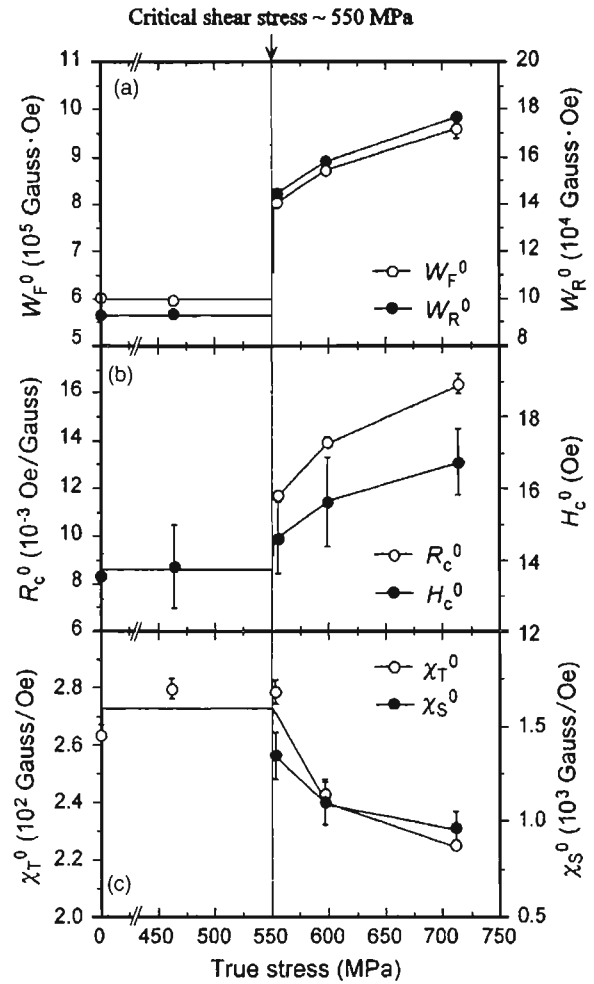 Critical shear stress ~ 550 MPa
(a)
W_F^0 (10^5 Gauss·Oe)
11
10
9
8
7
6
5
W_R^0 (10^4 Gauss·Oe)
20
18
16
14
12
10
8
W_F^0
W_R^0
(b)
R_c^0 (10^-3 Oe/Gauss)
16
14
12
10
8
6
H_c^0 (Oe)
18
16
14
12
R_c^0
H_c^0
(c)
χ_T^0 (10^2 Gauss/Oe)
2.8
2.6
2.4
2.2
2.0
χ_S^0 (10^3 Gauss/Oe)
1.5
1.0
0.5
χ_T^0
χ_S^0
0 450 500 550 600 650 700 750
True stress (MPa)